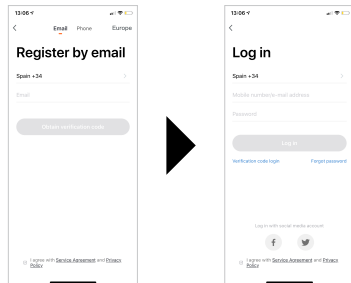 13:06
Email Phone Europe
Register by email
Spain +34
Email
Obtain verification code
I agree with Service Agreement and Privacy
Policy
13:06
Log in
Spain +34
Mobile number/e-mail address
Password
Log in
Verification code login Forgot password
Log in with social media account
I agree with Service Agreement and Privacy
Policy